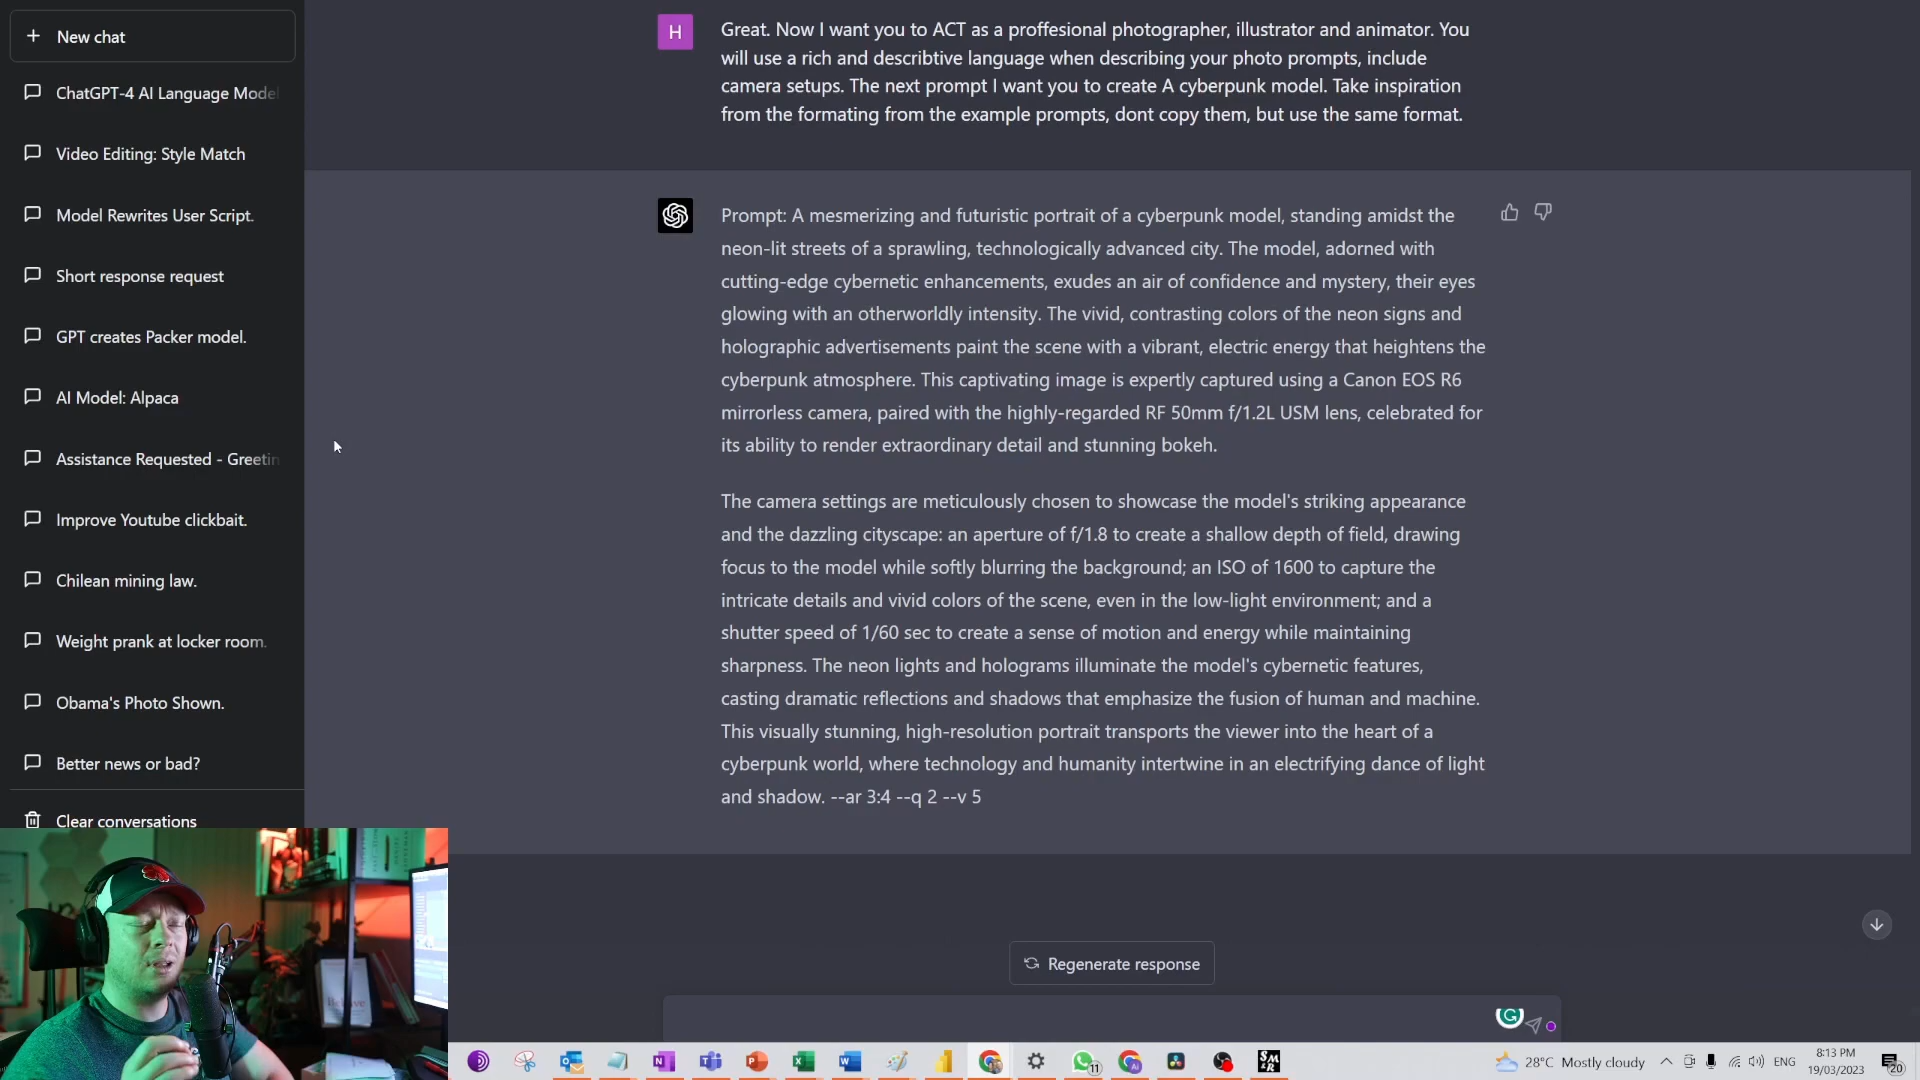 New chat
ChatGPT-4 AI Language Model
Video Editing: Style Match
Model Rewrites User Script.
Short response request
GPT creates Packer model.
AI Model: Alpaca
Assistance Requested - Greetin
Improve Youtube clickbait.
Chilean mining law.
Weight prank at locker room.
Obama's Photo Shown.
Better news or bad?
Clear conversations
H
Great. Now I want you to ACT as a proffesional photographer, illustrator and animator. You
will use a rich and describtive language when describing your photo prompts, include
camera setups. The next prompt I want you to create A cyberpunk model. Take inspiration
from the formating from the example prompts, dont copy them, but use the same format.
Prompt: A mesmerizing and futuristic portrait of a cyberpunk model, standing amidst the
neon-lit streets of a sprawling, technologically advanced city. The model, adorned with
cutting-edge cybernetic enhancements, exudes an air of confidence and mystery, their eyes
glowing with an otherworldly intensity. The vivid, contrasting colors of the neon signs and
holographic advertisements paint the scene with a vibrant, electric energy that heightens the
cyberpunk atmosphere. This captivating image is expertly captured using a Canon EOS R6
mirrorless camera, paired with the highly-regarded RF 50mm f/1.2L USM lens, celebrated for
its ability to render extraordinary detail and stunning bokeh.
The camera settings are meticulously chosen to showcase the model's striking appearance
and the dazzling cityscape: an aperture of f/1.8 to create a shallow depth of field, drawing
focus to the model while softly blurring the background; an ISO of 1600 to capture the
intricate details and vivid colors of the scene, even in the low-light environment; and a
shutter speed of 1/60 sec to create a sense of motion and energy while maintaining
sharpness. The neon lights and holograms illuminate the model's cybernetic features,
casting dramatic reflections and shadows that emphasize the fusion of human and machine.
This visually stunning, high-resolution portrait transports the viewer into the heart of a
cyberpunk world, where technology and humanity intertwine in an electrifying dance of light
and shadow. --ar 3:4 --q 2 --v 5
Regenerate response
11
28°C Mostly cloudy
ENG
8:13 PM
19/03/2023
20